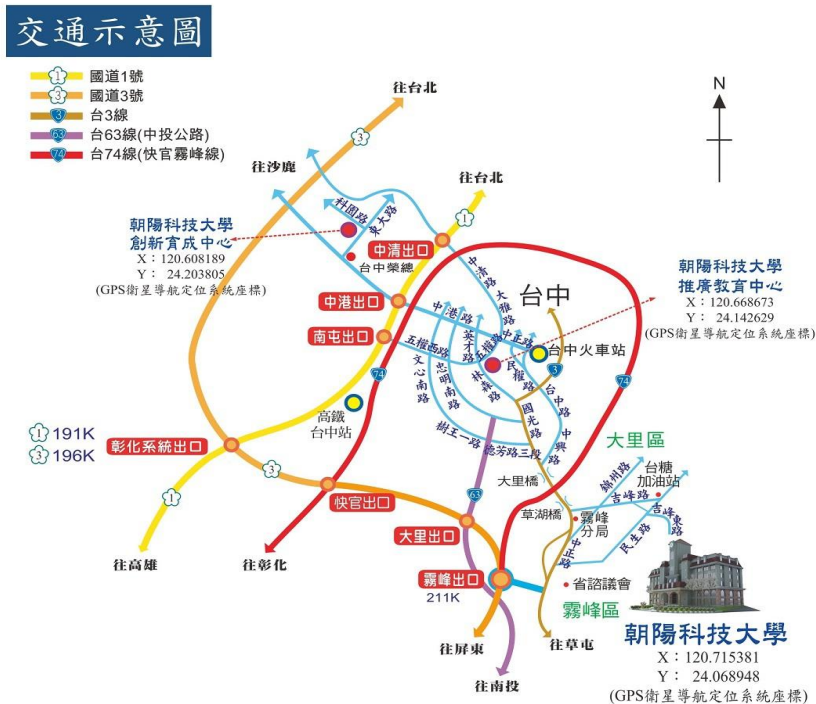 交通示意圖
1 國道1號
3 國道3號
3 台3線
63 台63線(中投公路)
74 台74線(快官霧峰線)
N
往台北
3
往沙鹿
往台北
1
科園路
東大路
朝陽科技大學
創新育成中心
X：120.608189
Y： 24.203805
(GPS衛星導航定位系統座標)
台中榮總
中清出口
中清路
大雅路
台中
朝陽科技大學
推廣教育中心
X：120.668673
Y： 24.142629
(GPS衛星導航定位系統座標)
中港出口
中港路
南屯出口
五權西路
英才路
五權路
中正路
台中火車站
文心南路
忠明南路
林森路
民權路
3
74
74
國光路
台中路
中興路
高鐵
台中站
樹王一路
德芳路三段
1 191K
3 196K
彰化系統出口
3
1
大里區
大里橋
錦州路
台糖
加油站
吉峰路
吉峰東路
民生路
快官出口
63
草湖橋
霧峰
分局
中正路
大里出口
往高雄
往彰化
霧峰出口
211K
省諮議會
霧峰區
往屏東
往草屯
往南投
朝陽科技大學
X：120.715381
Y： 24.068948
(GPS衛星導航定位系統座標)